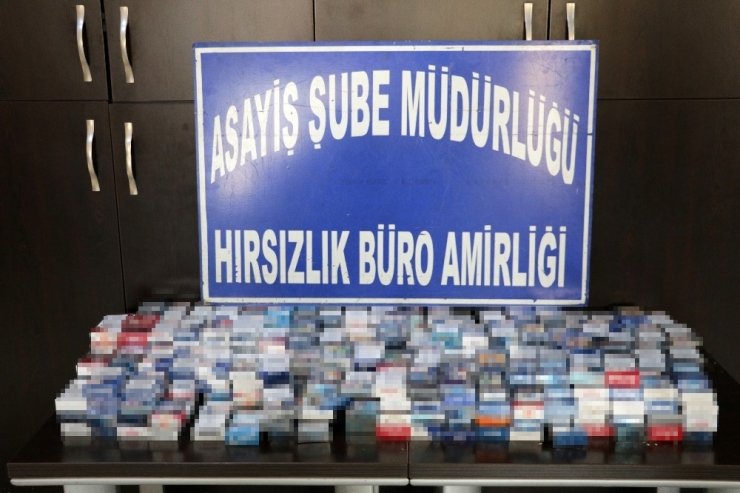 ASAYİŞ ŞUBE MÜDÜRLÜĞÜ
HIRSIZLIK BÜRO AMİRLİĞİ